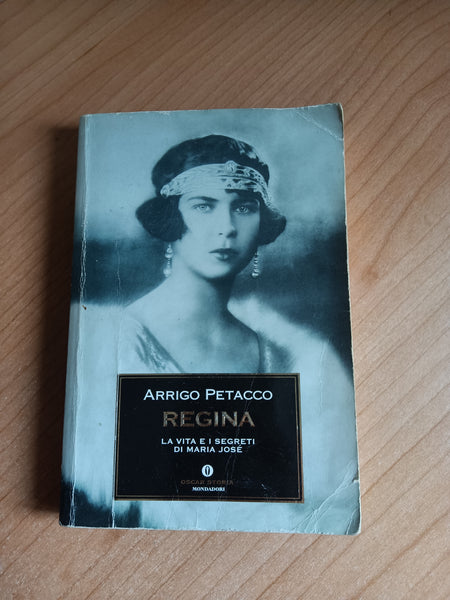 ARRIGO PETACCO
REGINA
LA VITA E I SEGRETI
DI MARIA JOSÉ
OSCAR STORIA
MONDADORI